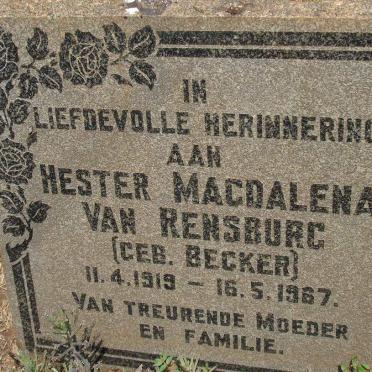 IN
LIEFDEVOLLE HERINNERING
AAN
HESTER MAGDALENA
VAN RENSBURG
(GEB. BECKER)
11.4.1919 – 16.5.1967.
VAN TREURENDE MOEDER
EN FAMILIE.